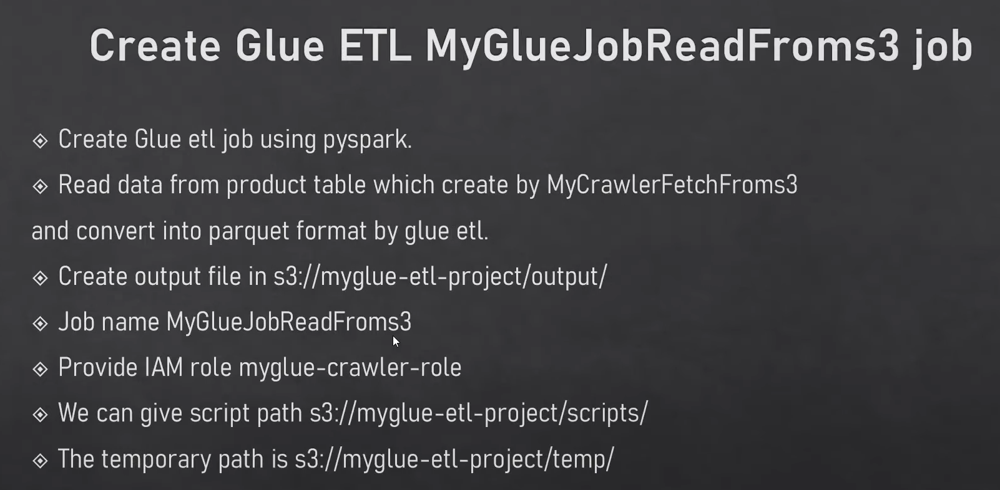 Create Glue ETL MyGlueJobReadFroms3 job
Create Glue etl job using pyspark.
Read data from product table which create by MyCrawlerFetchFroms3
and convert into parquet format by glue etl.
Create output file in s3://myglue-etl-project/output/
Job name MyGlueJobReadFroms3
Provide IAM role myglue-crawler-role
We can give script path s3://myglue-etl-project/scripts/
The temporary path is s3://myglue-etl-project/temp/